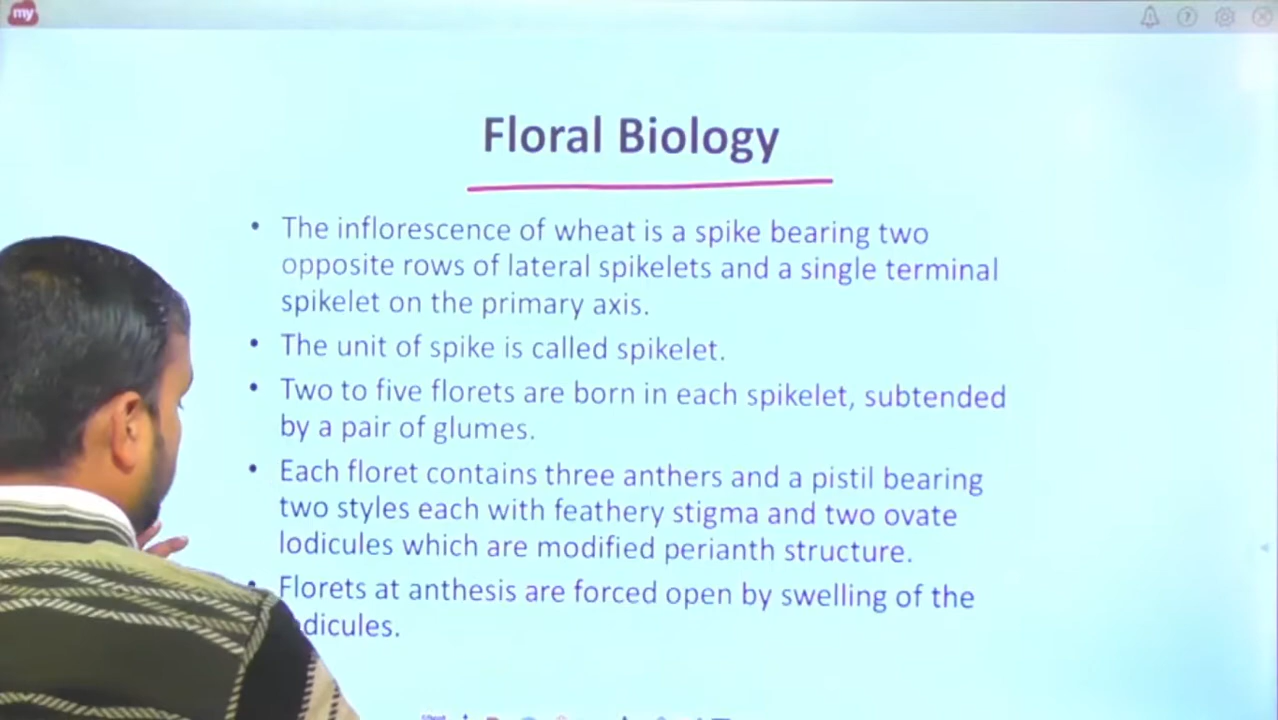 my
Floral Biology
• The inflorescence of wheat is a spike bearing two
opposite rows of lateral spikelets and a single terminal
spikelet on the primary axis.
• The unit of spike is called spikelet.
• Two to five florets are born in each spikelet, subtended
by a pair of glumes.
• Each floret contains three anthers and a pistil bearing
two styles each with feathery stigma and two ovate
lodicules which are modified perianth structure.
• Florets at anthesis are forced open by swelling of the
dicules.